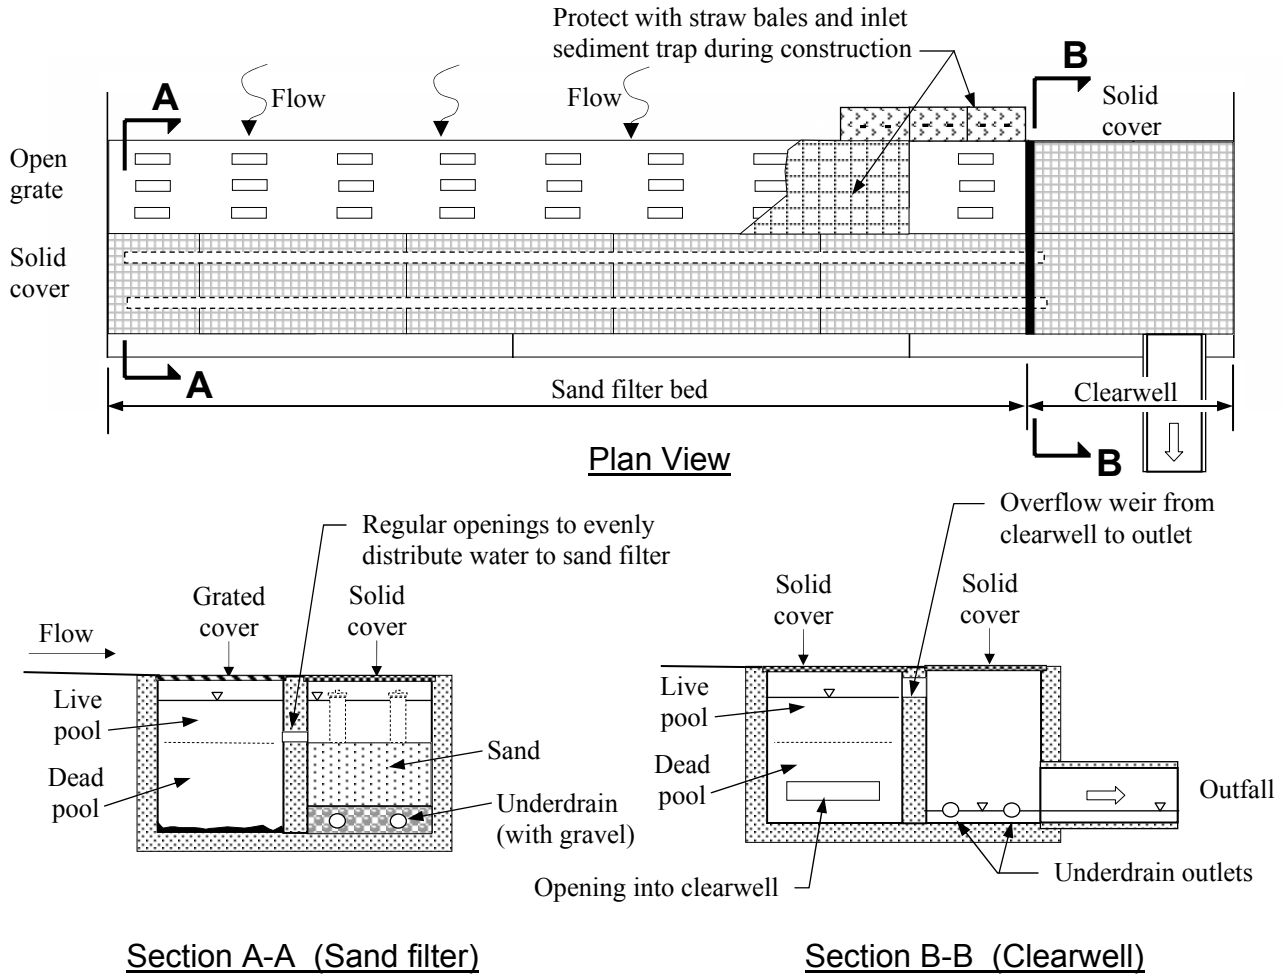 Protect with straw bales and inlet
sediment trap during construction
A
B
Flow
Flow
Solid
cover
Open
grate
Solid
cover
A
Sand filter bed
Clearwell
B
Plan View
Regular openings to evenly
distribute water to sand filter
Grated
cover
Solid
cover
Flow
Live
pool
Dead
pool
Sand
Underdrain
(with gravel)
Section A-A (Sand filter)
Overflow weir from
clearwell to outlet
Solid
cover
Solid
cover
Live
pool
Dead
pool
Outfall
Opening into clearwell
Underdrain outlets
Section B-B (Clearwell)